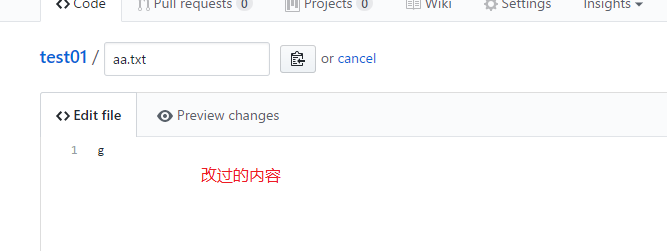 Code Pull requests 0 Projects 0 Wiki Settings Insights
test01 / aa.txt or cancel
Edit file Preview changes
1 g
改过的内容